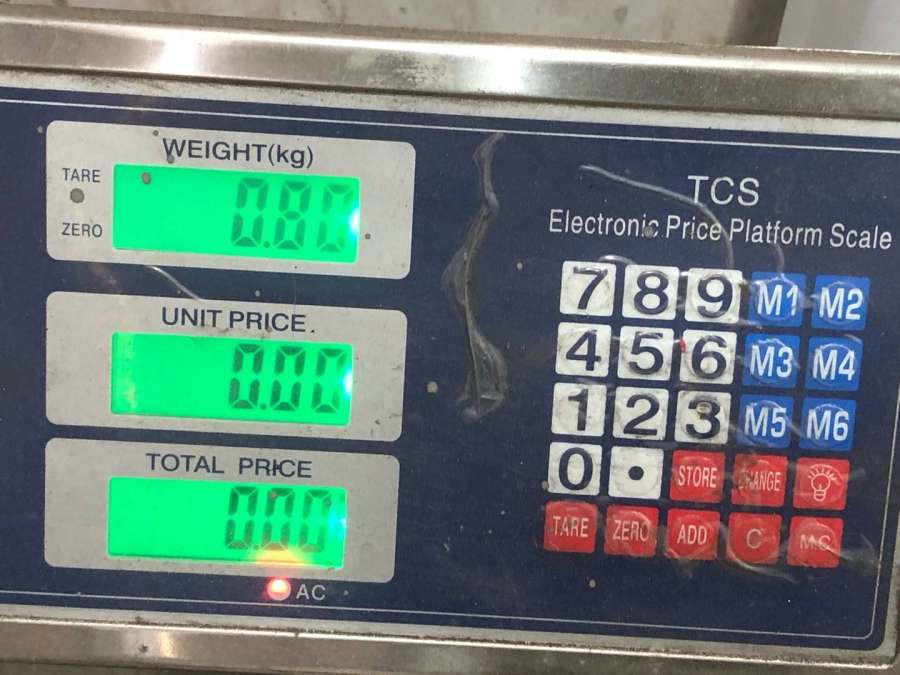 WEIGHT(kg)
TARE
0.80
ZERO
UNIT PRICE.
0.00
TOTAL PRICE
0.00
AC
TCS
Electronic Price Platform Scale
7 8 9 M1 M2
4 5 6 M3 M4
1 2 3 M5 M6
0 . STORE CHANGE
TARE ZERO ADD C MC